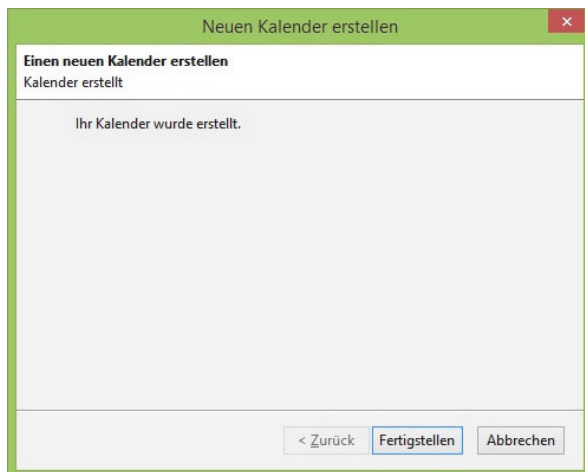 Neuen Kalender erstellen
Einen neuen Kalender erstellen
Kalender erstellt
Ihr Kalender wurde erstellt.
< Zurück Fertigstellen Abbrechen